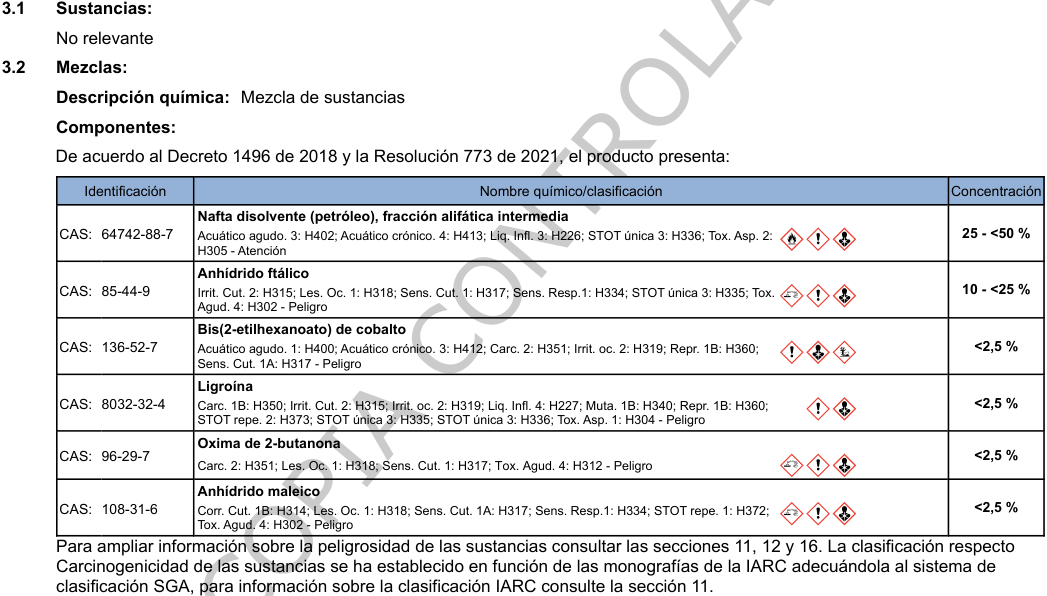 3.1 Sustancias:
No relevante
3.2 Mezclas:
Descripción química: Mezcla de sustancias
Componentes:
De acuerdo al Decreto 1496 de 2018 y la Resolución 773 de 2021, el producto presenta:
Identificación Nombre químico/clasificación Concentración
Nafta disolvente (petróleo), fracción alifática intermedia
CAS: 64742-88-7 Acuático agudo. 3: H402; Acuático crónico. 4: H413; Liq. Infl. 3: H226; STOT única 3: H336; Tox. Asp. 2: 25 - <50 %
H305 - Atención
Anhídrido ftálico
CAS: 85-44-9 Irrit. Cut. 2: H315; Les. Oc. 1: H318; Sens. Cut. 1: H317; Sens. Resp.1: H334; STOT única 3: H335; Tox. 10 - <25 %
Agud. 4: H302 - Peligro
Bis(2-etilhexanoato) de cobalto
CAS: 136-52-7 Acuático agudo. 1: H400; Acuático crónico. 3: H412; Carc. 2: H351; Irrit. oc. 2: H319; Repr. 1B: H360; <2,5 %
Sens. Cut. 1A: H317 - Peligro
Ligroína
CAS: 8032-32-4 Carc. 1B: H350; Irrit. Cut. 2: H315; Irrit. oc. 2: H319; Liq. Infl. 4: H227; Muta. 1B: H340; Repr. 1B: H360; <2,5 %
STOT repe. 2: H373; STOT única 3: H335; STOT única 3: H336; Tox. Asp. 1: H304 - Peligro
Oxima de 2-butanona
CAS: 96-29-7 Carc. 2: H351; Les. Oc. 1: H318; Sens. Cut. 1: H317; Tox. Agud. 4: H312 - Peligro <2,5 %
Anhídrido maleico
CAS: 108-31-6 Corr. Cut. 1B: H314; Les. Oc. 1: H318; Sens. Cut. 1A: H317; Sens. Resp.1: H334; STOT repe. 1: H372; <2,5 %
Tox. Agud. 4: H302 - Peligro
Para ampliar información sobre la peligrosidad de las sustancias consultar las secciones 11, 12 y 16. La clasificación respecto
Carcinogenicidad de las sustancias se ha establecido en función de las monografías de la IARC adecuándola al sistema de
clasificación SGA, para información sobre la clasificación IARC consulte la sección 11.
COPIA CONTROLA